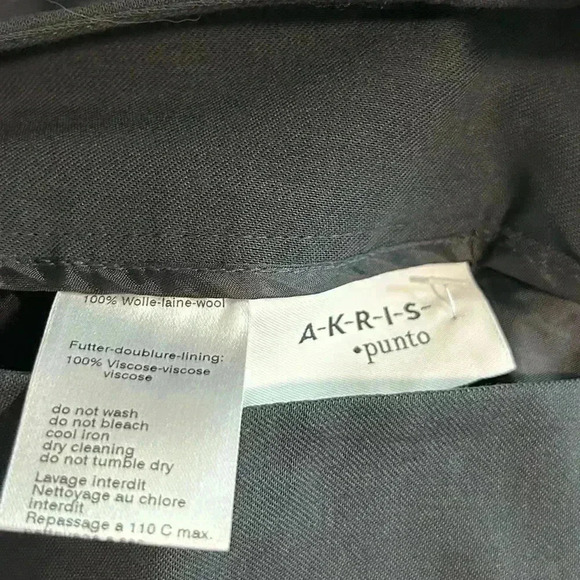 100% Wolle-laine-wool
Futter-doublure-lining:
100% Viscose-viscose
viscose
do not wash
do not bleach
cool iron
dry cleaning
do not tumble dry
Lavage interdit
Nettoyage au chlore
interdit
Repassage a 110 C max.
A-K-R-I-S-
•punto